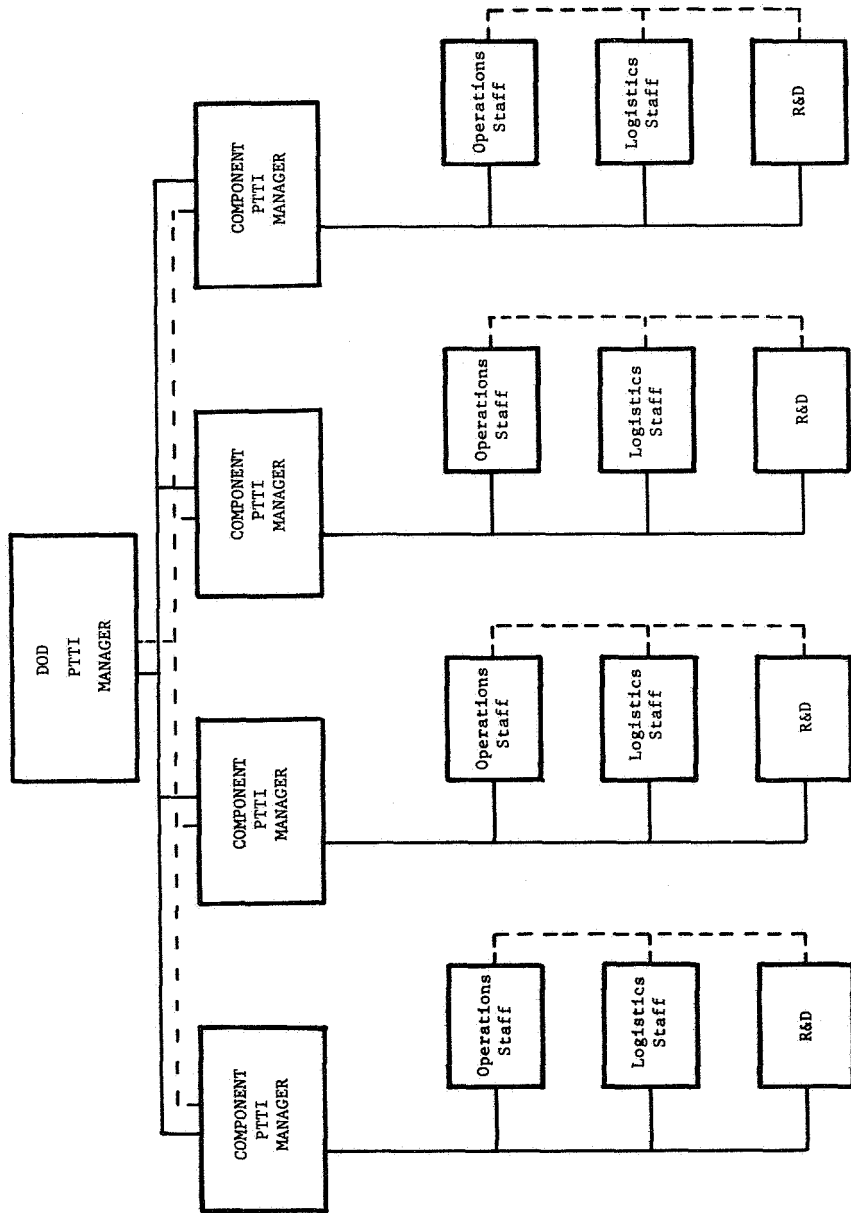 DOD
PTTI
MANAGER
COMPONENT
PTTI
MANAGER
COMPONENT
PTTI
MANAGER
COMPONENT
PTTI
MANAGER
COMPONENT
PTTI
MANAGER
Operations
Staff
Logistics
Staff
R&D
Operations
Staff
Logistics
Staff
R&D
Operations
Staff
Logistics
Staff
R&D
Operations
Staff
Logistics
Staff
R&D